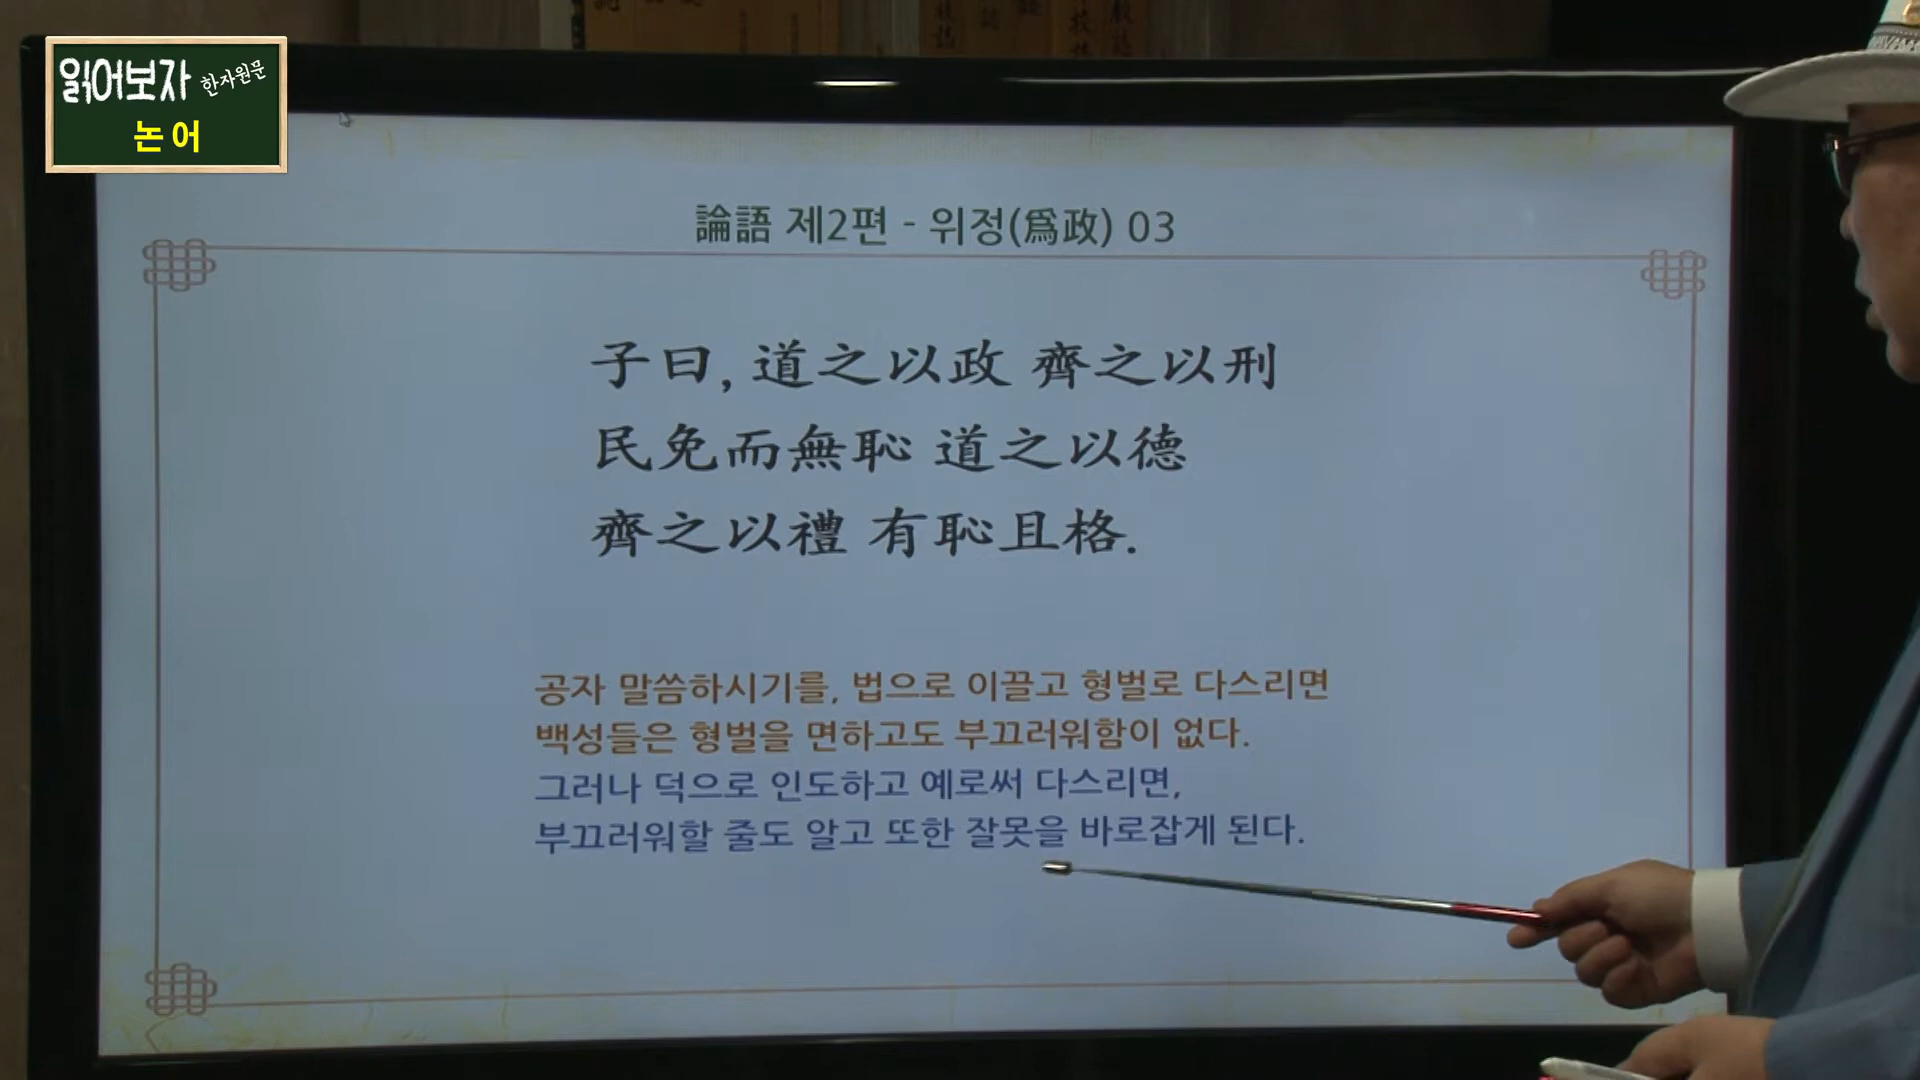 읽어보자 한자원문
논어
論語 제2편 - 위정(爲政) 03
子曰, 道之以政 齊之以刑
民免而無恥 道之以德
齊之以禮 有恥且格.
공자 말씀하시기를, 법으로 이끌고 형벌로 다스리면
백성들은 형벌을 면하고도 부끄러워함이 없다.
그러나 덕으로 인도하고 예로써 다스리면,
부끄러워할 줄도 알고 또한 잘못을 바로잡게 된다.